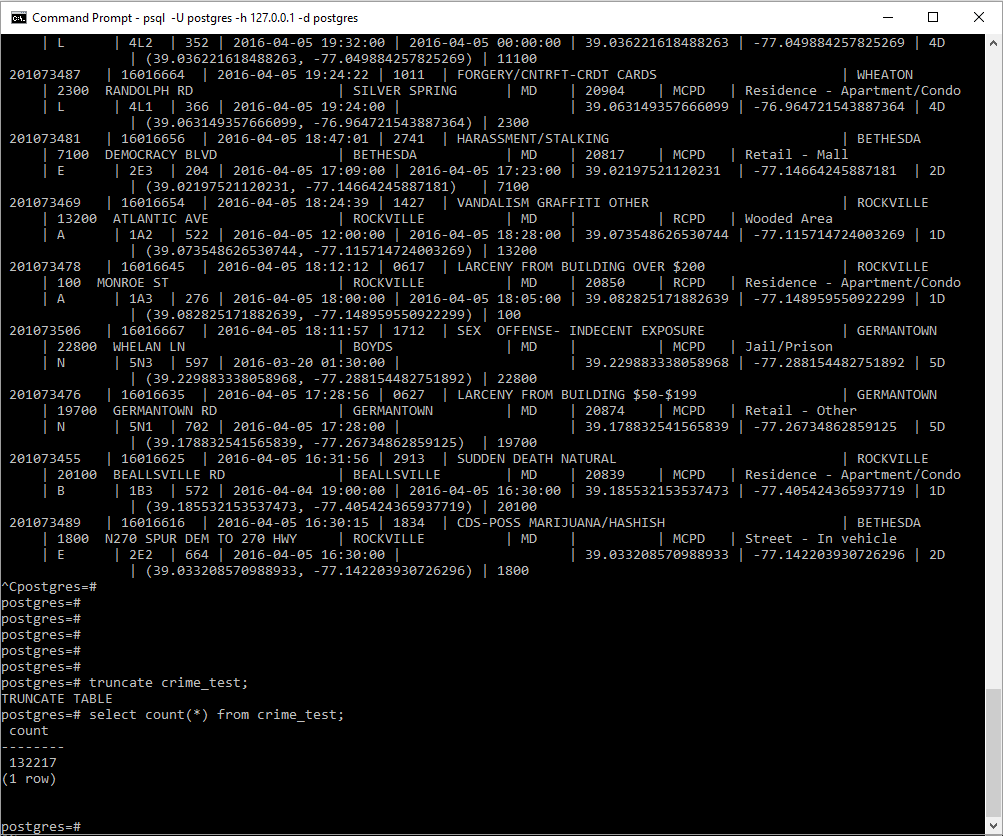 Command Prompt - psql -U postgres -h 127.0.0.1 -d postgres
| L | 4L2 | 352 | 2016-04-05 19:32:00 | 2016-04-05 00:00:00 | 39.036221618488263 | -77.049884257825269 | 4D
| (39.036221618488263, -77.049884257825269) | 11100
201073487 | 16016664 | 2016-04-05 19:24:22 | 1011 | FORGERY/CNTRFT-CRDT CARDS | WHEATON
| 2300 RANDOLPH RD | SILVER SPRING | MD | 20904 | MCPD | Residence - Apartment/Condo
| L | 4L1 | 366 | 2016-04-05 19:24:00 | | 39.063149357666099 | -76.964721543887364 | 4D
| (39.063149357666099, -76.964721543887364) | 2300
201073481 | 16016656 | 2016-04-05 18:47:01 | 2741 | HARASSMENT/STALKING | BETHESDA
| 7100 DEMOCRACY BLVD | BETHESDA | MD | 20817 | MCPD | Retail - Mall
| E | 2E3 | 204 | 2016-04-05 17:09:00 | 2016-04-05 17:23:00 | 39.02197521120231 | -77.14664245887181 | 2D
| (39.02197521120231, -77.14664245887181) | 7100
201073469 | 16016654 | 2016-04-05 18:24:39 | 1427 | VANDALISM GRAFFITI OTHER | ROCKVILLE
| 13200 ATLANTIC AVE | ROCKVILLE | MD | | RCPD | Wooded Area
| A | 1A2 | 522 | 2016-04-05 12:00:00 | 2016-04-05 18:28:00 | 39.073548626530744 | -77.115714724003269 | 1D
| (39.073548626530744, -77.115714724003269) | 13200
201073478 | 16016645 | 2016-04-05 18:12:12 | 0617 | LARCENY FROM BUILDING OVER $200 | ROCKVILLE
| 100 MONROE ST | ROCKVILLE | MD | 20850 | RCPD | Residence - Apartment/Condo
| A | 1A3 | 276 | 2016-04-05 18:00:00 | 2016-04-05 18:05:00 | 39.082825171882639 | -77.148959550922299 | 1D
| (39.082825171882639, -77.148959550922299) | 100
201073506 | 16016667 | 2016-04-05 18:11:57 | 1712 | SEX OFFENSE- INDECENT EXPOSURE | GERMANTOWN
| 22800 WHELAN LN | BOYDS | MD | | MCPD | Jail/Prison
| N | 5N3 | 597 | 2016-03-20 01:30:00 | | 39.229883338058968 | -77.288154482751892 | 5D
| (39.229883338058968, -77.288154482751892) | 22800
201073476 | 16016635 | 2016-04-05 17:28:56 | 0627 | LARCENY FROM BUILDING $50-$199 | GERMANTOWN
| 19700 GERMANTOWN RD | GERMANTOWN | MD | 20874 | MCPD | Retail - Other
| N | 5N1 | 702 | 2016-04-05 17:28:00 | | 39.178832541565839 | -77.26734862859125 | 5D
| (39.178832541565839, -77.26734862859125) | 19700
201073455 | 16016625 | 2016-04-05 16:31:56 | 2913 | SUDDEN DEATH NATURAL | ROCKVILLE
| 20100 BEALLSVILLE RD | BEALLSVILLE | MD | 20839 | MCPD | Residence - Apartment/Condo
| B | 1B3 | 572 | 2016-04-04 19:00:00 | 2016-04-05 16:30:00 | 39.185532153537473 | -77.405424365937719 | 1D
| (39.185532153537473, -77.405424365937719) | 20100
201073489 | 16016616 | 2016-04-05 16:30:15 | 1834 | CDS-POSS MARIJUANA/HASHISH | BETHESDA
| 1800 N270 SPUR DEM TO 270 HWY | ROCKVILLE | MD | | MCPD | Street - In vehicle
| E | 2E2 | 664 | 2016-04-05 16:30:00 | | 39.033208570988933 | -77.142203930726296 | 2D
| (39.033208570988933, -77.142203930726296) | 1800
^Cpostgres=#
postgres=#
postgres=#
postgres=#
postgres=#
postgres=#
postgres=# truncate crime_test;
TRUNCATE TABLE
postgres=# select count(*) from crime_test;
count
--------
132217
(1 row)
postgres=#